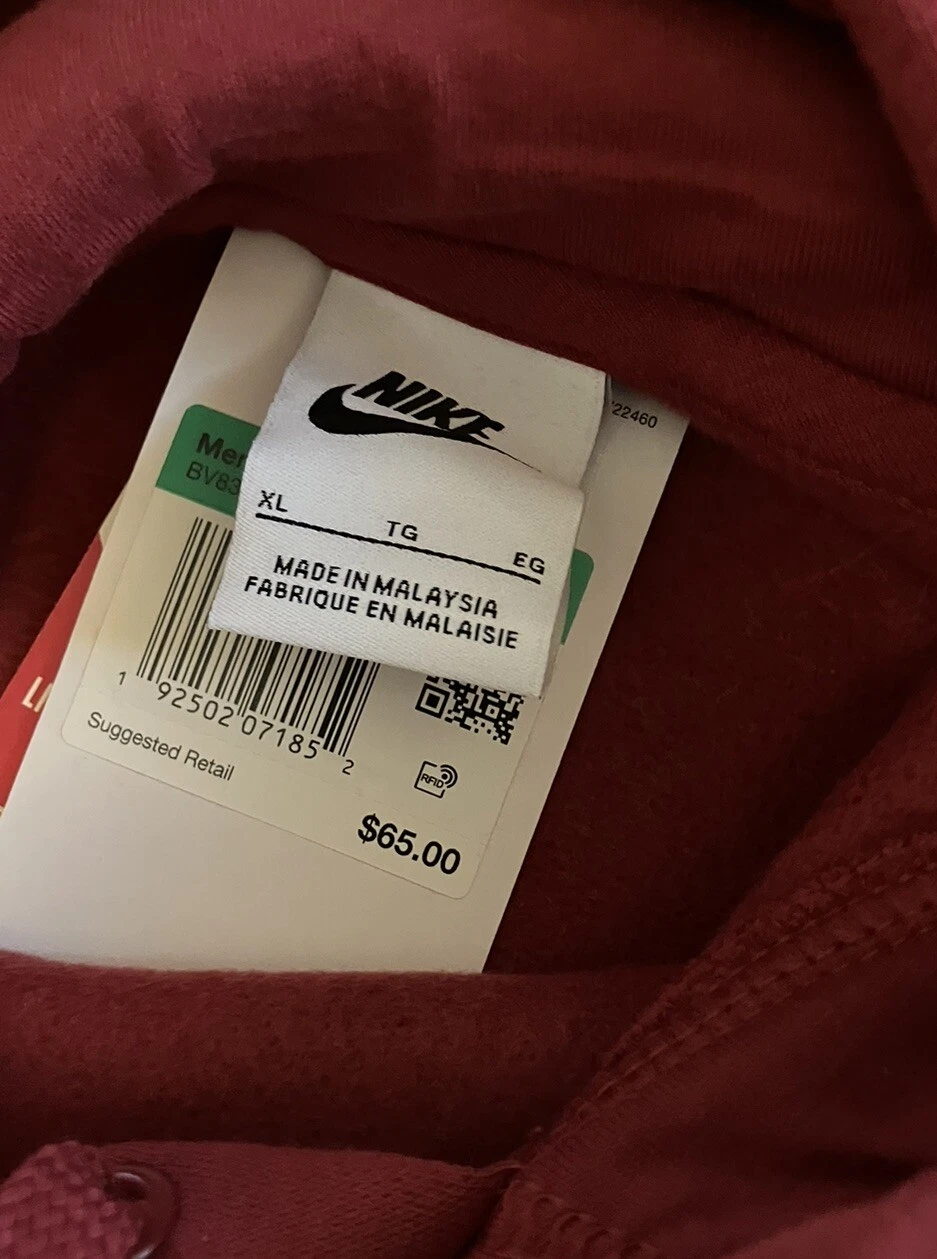 NIKE
XL
TG
EG
MADE IN MALAYSIA
FABRIQUE EN MALAISIE
22460
1 92502 07185 2
Suggested Retail
RFID
$65.00